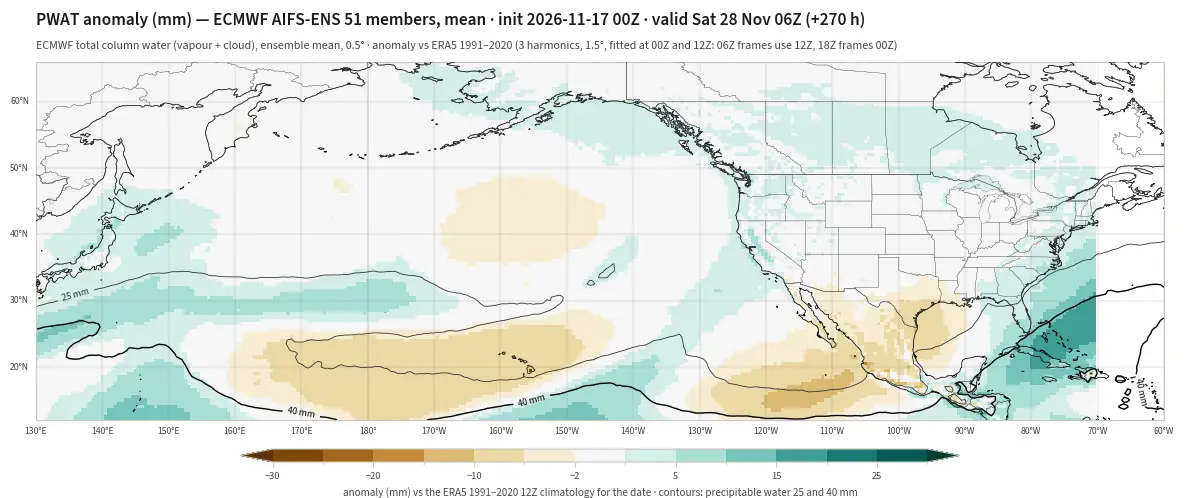 PWAT anomaly (mm) — ECMWF AIFS-ENS 51 members, mean · init 2026-11-17 00Z · valid Sat 28 Nov 06Z (+270 h)
ECMWF total column water (vapour + cloud), ensemble mean, 0.5° · anomaly vs ERA5 1991–2020 (3 harmonics, 1.5°, fitted at 00Z and 12Z: 06Z frames use 12Z, 18Z frames 00Z)
60°N
50°N
40°N
30°N
20°N
25 mm
40 mm
40 mm
40 mm
130°E 140°E 150°E 160°E 170°E 180° 170°W 160°W 150°W 140°W 130°W 120°W 110°W 100°W 90°W 80°W 70°W 60°W
−30 −20 −10 −2 5 15 25
anomaly (mm) vs the ERA5 1991–2020 12Z climatology for the date · contours: precipitable water 25 and 40 mm